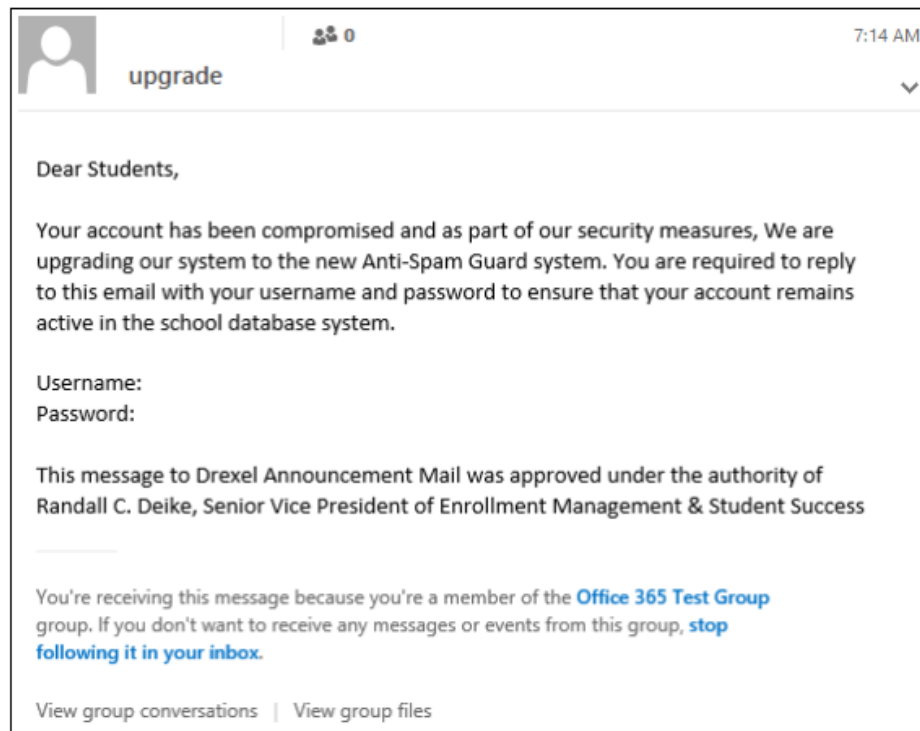 0
7:14 AM
upgrade
Dear Students,
Your account has been compromised and as part of our security measures, We are
upgrading our system to the new Anti-Spam Guard system. You are required to reply
to this email with your username and password to ensure that your account remains
active in the school database system.
Username:
Password:
This message to Drexel Announcement Mail was approved under the authority of
Randall C. Deike, Senior Vice President of Enrollment Management & Student Success
You're receiving this message because you're a member of the Office 365 Test Group
group. If you don't want to receive any messages or events from this group, stop
following it in your inbox.
View group conversations | View group files